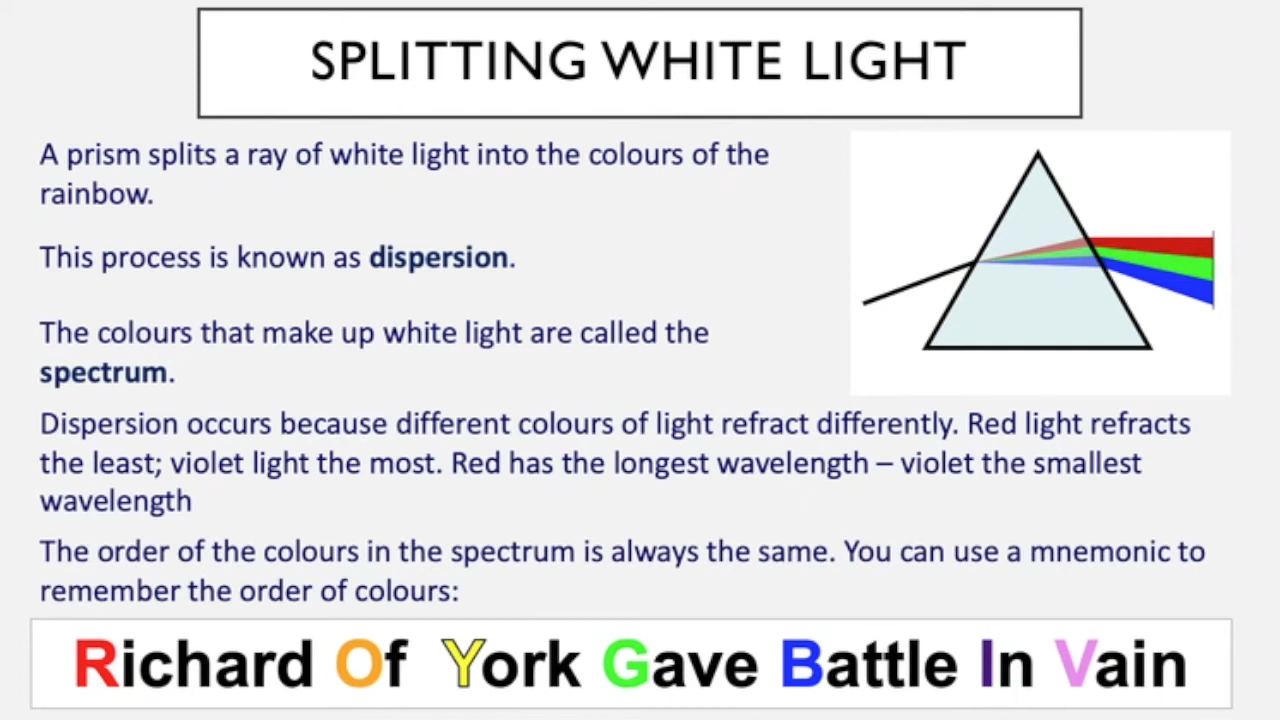 SPLITTING WHITE LIGHT
A prism splits a ray of white light into the colours of the
rainbow.
This process is known as dispersion.
The colours that make up white light are called the
spectrum.
Dispersion occurs because different colours of light refract differently. Red light refracts
the least; violet light the most. Red has the longest wavelength – violet the smallest
wavelength
The order of the colours in the spectrum is always the same. You can use a mnemonic to
remember the order of colours:
Richard Of York Gave Battle In Vain